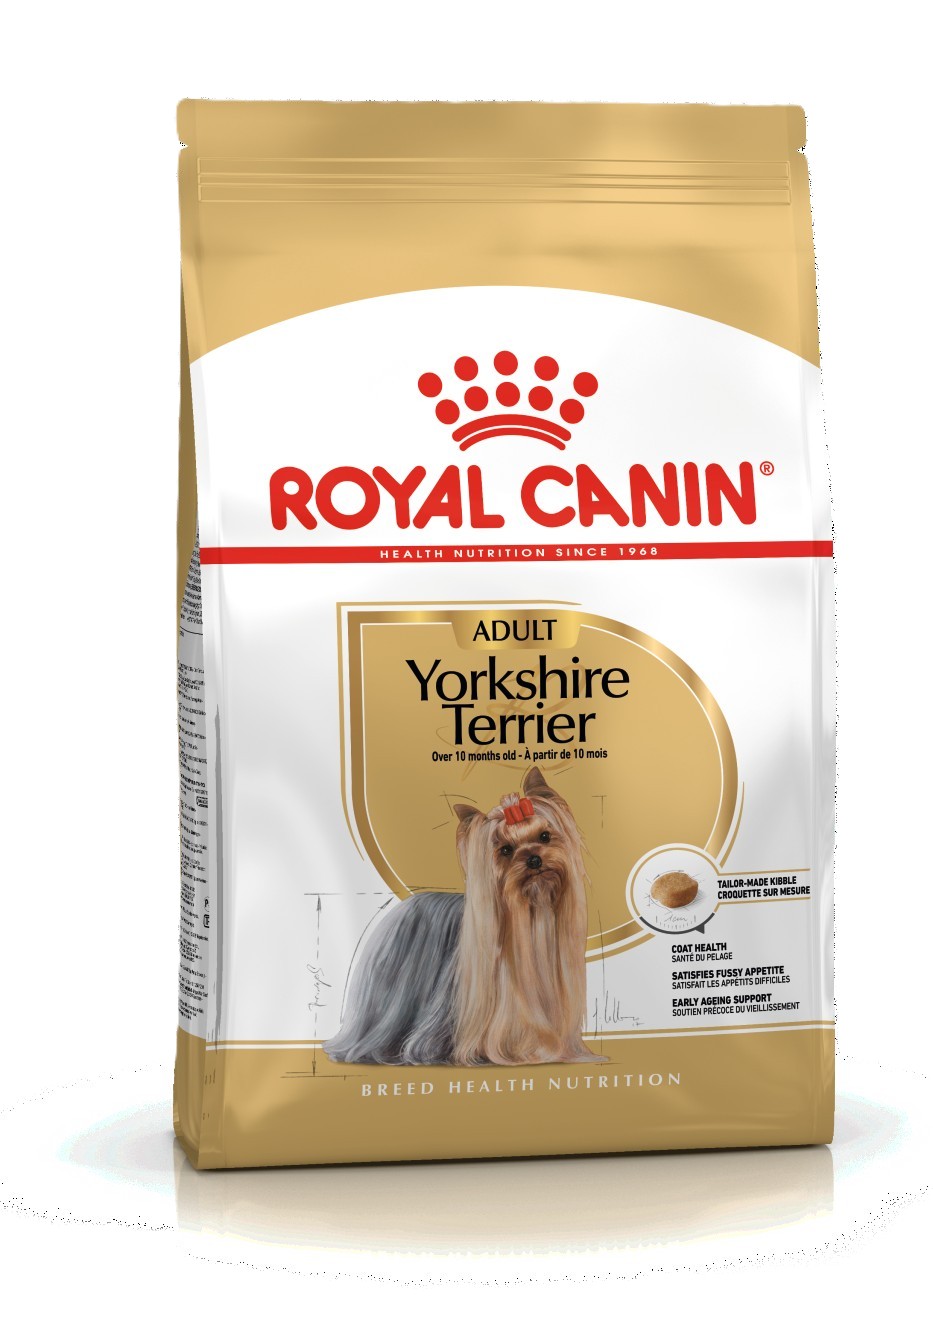 ROYAL CANIN®
HEALTH NUTRITION SINCE 1968
ADULT
Yorkshire
Terrier
Over 10 months old - À partir de 10 mois
TAILOR-MADE KIBBLE
CROQUETTE SUR MESURE
1cm
COAT HEALTH
SANTÉ DU PELAGE
SATISFIES FUSSY APPETITE
SATISFAIT LES APPÉTITS DIFFICILES
EARLY AGEING SUPPORT
SOUTIEN PRÉCOCE DU VIEILLISSEMENT
BREED HEALTH NUTRITION